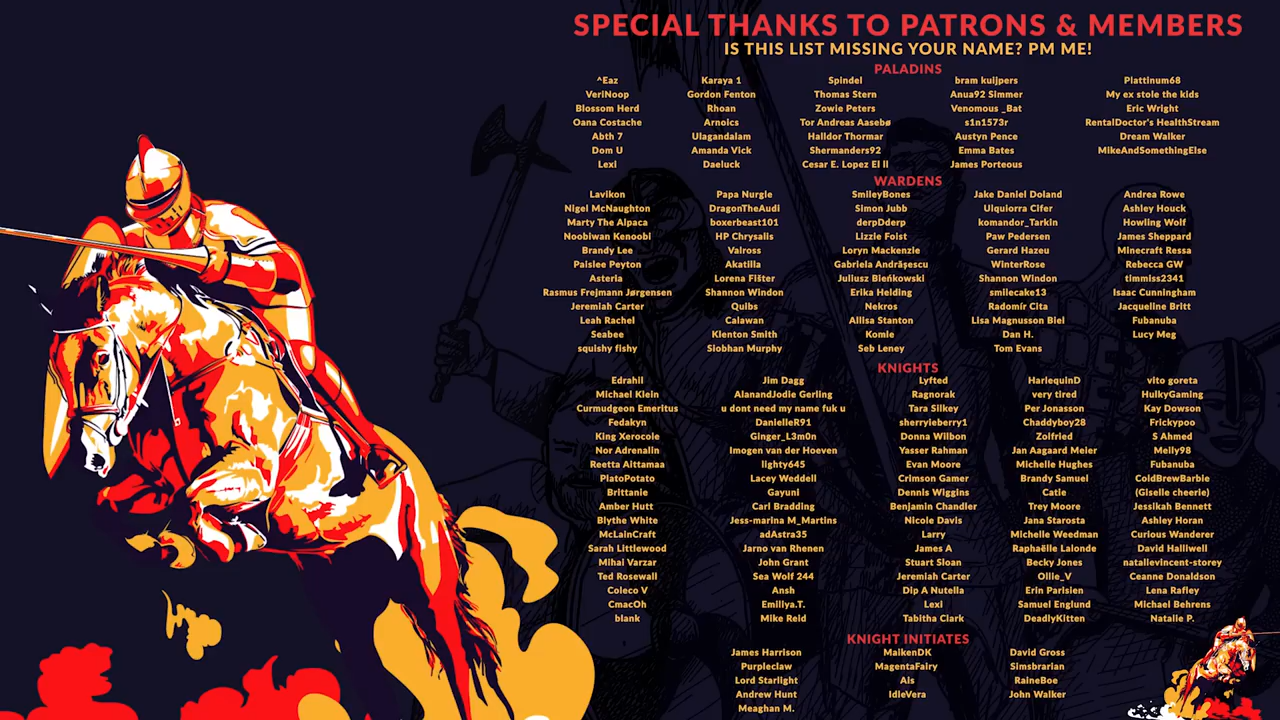 SPECIAL THANKS TO PATRONS & MEMBERS
IS THIS LIST MISSING YOUR NAME? PM ME!
PALADINS
^Eaz Karaya 1 Spindel bram kuijpers Plattinum68
VeriNoop Gordon Fenton Thomas Stern Anua92 Simmer My ex stole the kids
Blossom Herd Rhoan Zowie Peters Venomous _Bat Eric Wright
Oana Costache Arnoics Tor Andreas Aasebø s1n1573r RentalDoctor's HealthStream
Abth 7 Ulagandalam Halldor Thormar Austyn Pence Dream Walker
Dom U Amanda Vick Shermanders92 Emma Bates MikeAndSomethingElse
Lexi Daeluck Cesar E. Lopez El II James Porteous
WARDENS
Lavikon Papa Nurgle SmileyBones Jake Daniel Doland Andrea Rowe
Nigel McNaughton DragonTheAudi Simon Jubb Ulquiorra Cifer Ashley Houck
Marty The Alpaca boxerbeast101 derpDderp komandor_Tarkin Howling Wolf
Noobiwan Kenoobi HP Chrysalis Lizzie Foist Paw Pedersen James Sheppard
Brandy Lee Valross Loryn Mackenzie Gerard Hazeu Minecraft Ressa
Paislee Peyton Akatilla Gabriela Andrășescu WinterRose Rebecca GW
Asteria Lorena Fišter Juliusz Bieńkowski Shannon Windon timmiss2341
Rasmus Frejmann Jørgensen Shannon Windon Erika Helding smilecake13 Isaac Cunningham
Jeremiah Carter Quibs Nekros Radomír Cita Jacqueline Britt
Leah Rachel Calawan Allisa Stanton Lisa Magnusson Biel Fubanuba
Seabee Klenton Smith Komie Dan H. Lucy Meg
squishy fishy Siobhan Murphy Seb Leney Tom Evans
KNIGHTS
Edrahil Jim Dagg Lyfted HarlequinD vito goreta
Michael Klein AlanandJodie Gerling Ragnorak very tired HulkyGaming
Curmudgeon Emeritus u dont need my name fuk u Tara Silkey Per Jonasson Kay Dowson
Fedakyn DanielleR91 sherryieberry1 Chaddyboy28 Frickypoo
King Xerocole Ginger_L3m0n Donna Wilbon Zolfried S Ahmed
Nor Adrenalin Imogen van der Hoeven Yasser Rahman Jan Aagaard Meier Meily98
Reetta Aittamaa lighty645 Evan Moore Michelle Hughes Fubanuba
PlatoPotato Lacey Weddell Crimson Gamer Brandy Samuel ColdBrewBarbie
Brittanie Gayuni Dennis Wiggins Catie (Giselle cheerie)
Amber Hutt Carl Bradding Benjamin Chandler Trey Moore Jessikah Bennett
Blythe White Jess-marina M_Martins Nicole Davis Jana Starosta Ashley Horan
McLainCraft adAstra35 Larry Michelle Weedman Curious Wanderer
Sarah Littlewood Jarno van Rhenen James A Raphaëlle Lalonde David Halliwell
Mihai Varzar John Grant Stuart Sloan Becky Jones natalievincent-storey
Ted Rosewall Sea Wolf 244 Jeremiah Carter Ollie_V Ceanne Donaldson
Coleco V Ansh Dip A Nutella Erin Parisien Lena Rafley
CmacOh Emiliya.T. Lexi Samuel Englund Michael Behrens
blank Mike Reid Tabitha Clark DeadlyKitten Natalie P.
KNIGHT INITIATES
James Harrison MaikenDK David Gross
Purpleclaw MagentaFairy Simsbrarian
Lord Starlight Ais RaineBoe
Andrew Hunt IdleVera John Walker
Meaghan M.